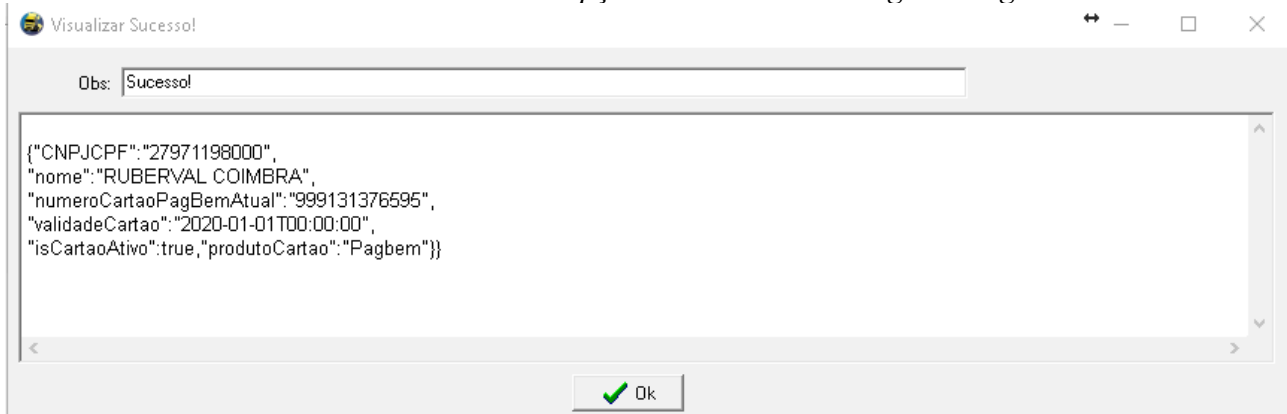 Visualizar Sucesso!
Obs: Sucesso!
{"CNPJCPF":"27971198000",
"nome":"RUBERVAL COIMBRA",
"numeroCartaoPagBemAtual":"999131376595",
"validadeCartao":"2020-01-01T00:00:00",
"isCartaoAtivo":true,"produtoCartao":"Pagbem"}}
Ok